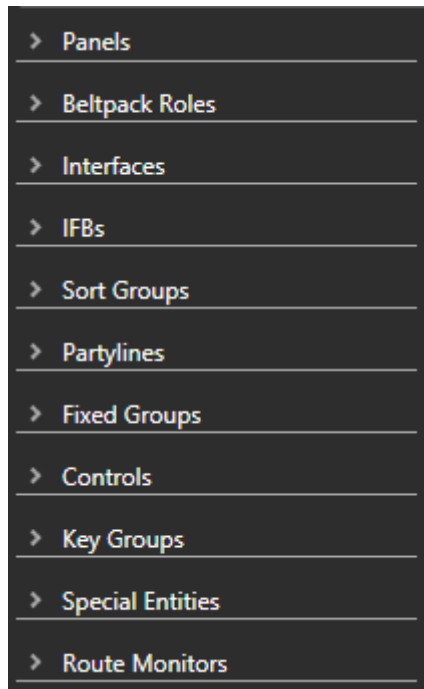 Panels
Beltpack Roles
Interfaces
IFBs
Sort Groups
Partylines
Fixed Groups
Controls
Key Groups
Special Entities
Route Monitors